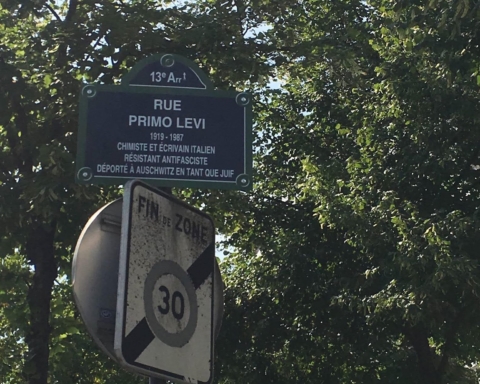 13e Arrt
RUE
PRIMO LEVI
1919 - 1987
CHIMISTE ET ÉCRIVAIN ITALIEN
RÉSISTANT ANTIFASCISTE
DÉPORTÉ À AUSCHWITZ EN TANT QUE JUIF
FIN DE ZONE
30